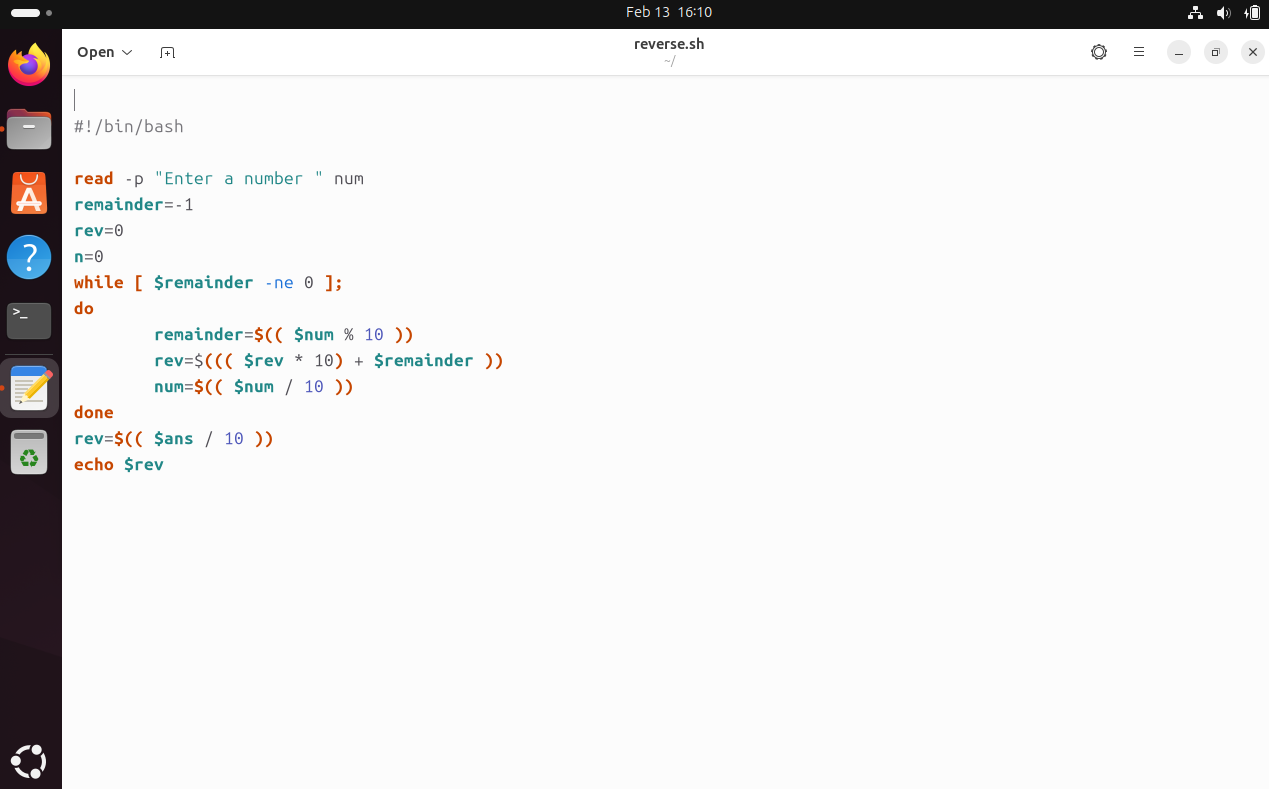 Feb 13 16:10
Open
reverse.sh
~/
#!/bin/bash
read -p "Enter a number " num
remainder=-1
rev=0
n=0
while [ $remainder -ne 0 ];
do
        remainder=$(( $num % 10 ))
        rev=$((( $rev * 10) + $remainder ))
        num=$(( $num / 10 ))
done
rev=$(( $ans / 10 ))
echo $rev